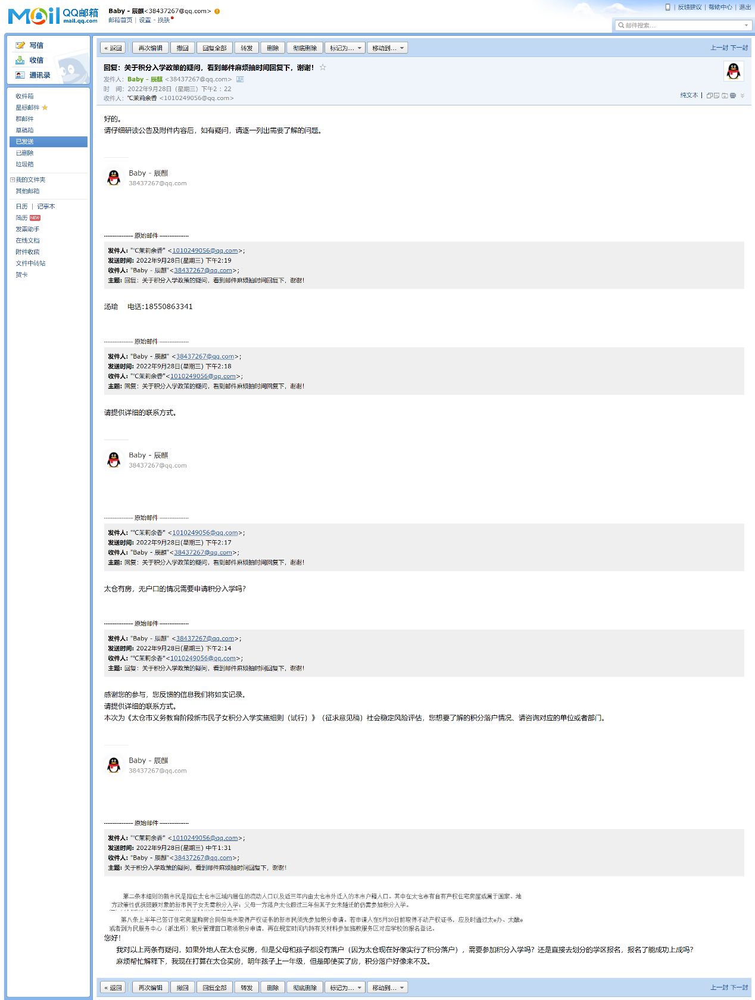 Mail QQ邮箱 mail.qq.com
Baby - 辰麒<38437267@qq.com>
邮箱首页 | 设置 - 换肤
| 反馈建议 | 帮助中心 | 退出
邮件搜索...
写信
收信
通讯录
收件箱
星标邮件
群邮件
草稿箱
已发送
已删除
垃圾箱
我的文件夹
其他邮箱
日历 | 记事本
简历 NEW
发票助手
在线文档
附件收藏
文件中转站
贺卡
« 返回 再次编辑 撤回 回复全部 转发 删除 彻底删除 标记为... 移动到... 上一封 下一封
回复：关于积分入学政策的疑问，看到邮件麻烦抽时间回复下，谢谢！ ☆
发件人：Baby - 辰麒 <38437267@qq.com>
时 间：2022年9月28日（星期三）下午2：22
收件人：℃茉莉余香 <1010249056@qq.com>
纯文本 |
好的。
请仔细研读公告及附件内容后，如有疑问，请逐一列出需要了解的问题。
Baby - 辰麒
38437267@qq.com
------------------ 原始邮件 ------------------
发件人: "℃茉莉余香" <1010249056@qq.com>;
发送时间: 2022年9月28日(星期三) 下午2:19
收件人: "Baby - 辰麒"<38437267@qq.com>;
主题: 回复：关于积分入学政策的疑问，看到邮件麻烦抽时间回复下，谢谢！
汤瑜 电话:18550863341
------------------ 原始邮件 ------------------
发件人: "Baby - 辰麒" <38437267@qq.com>;
发送时间: 2022年9月28日(星期三) 下午2:18
收件人: "℃茉莉余香"<1010249056@qq.com>;
主题: 回复：关于积分入学政策的疑问，看到邮件麻烦抽时间回复下，谢谢！
请提供详细的联系方式。
Baby - 辰麒
38437267@qq.com
------------------ 原始邮件 ------------------
发件人: "℃茉莉余香" <1010249056@qq.com>;
发送时间: 2022年9月28日(星期三) 下午2:17
收件人: "Baby - 辰麒"<38437267@qq.com>;
主题: 回复：关于积分入学政策的疑问，看到邮件麻烦抽时间回复下，谢谢！
太仓有房，无户口的情况需要申请积分入学吗？
------------------ 原始邮件 ------------------
发件人: "Baby - 辰麒" <38437267@qq.com>;
发送时间: 2022年9月28日(星期三) 下午2:14
收件人: "℃茉莉余香"<1010249056@qq.com>;
主题: 回复：关于积分入学政策的疑问，看到邮件麻烦抽时间回复下，谢谢！
感谢您的参与，您反馈的信息我们将如实记录。
请提供详细的联系方式。
本次为《太仓市义务教育阶段新市民子女积分入学实施细则（试行）》（征求意见稿）社会稳定风险评估，您想要了解的积分落户情况、请咨询对应的单位或者部门。
Baby - 辰麒
38437267@qq.com
------------------ 原始邮件 ------------------
发件人: "℃茉莉余香" <1010249056@qq.com>;
发送时间: 2022年9月28日(星期三) 中午1:31
收件人: "Baby - 辰麒"<38437267@qq.com>;
主题: 关于积分入学政策的疑问，看到邮件麻烦抽时间回复下，谢谢！
第二条本细则的新市民是指在太仓市区域内居住的流动人口以及近三年内由太仓市外迁入的本市户籍人口。其中在太仓市有自有产权住宅房屋或属于国家、地
方政策性优抚照顾对象的新市民子女无需积分入学；父母一方落户太仓超过三年但其子女未随迁的仍需参加积分入学。
第八条上半年已签订住宅房屋购房合同但尚未取得产权证书的新市民须先参加积分申请。若申请人在5月30日前取得不动产权证书，应及时通过太e办、太融e
或者到为民服务中心（派出所）积分管理窗口取消积分申请，再在规定时间内持有关材料参加施教服务区对应学校的报名登记。
您好！
我对以上两条有疑问，如果外地人在太仓买房，但是父母和孩子都没有落户（因为太仓现在好像实行了积分落户），需要参加积分入学吗？还是直接去划分的学区报名，报名了能成功上成吗？
麻烦帮忙解释下，我现在打算在太仓买房，明年孩子上一年级，但是即使买了房，积分落户好像来不及。
« 返回 再次编辑 撤回 回复全部 转发 删除 彻底删除 标记为... 移动到... 上一封 下一封